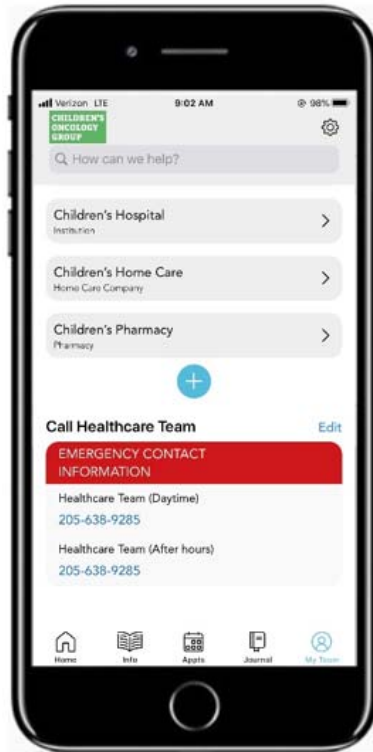 Verizon LTE 9:02 AM 98%
CHILDREN'S
ONCOLOGY
GROUP
How can we help?
Children's Hospital
Institution
Children's Home Care
Home Care Company
Children's Pharmacy
Pharmacy
Call Healthcare Team Edit
EMERGENCY CONTACT
INFORMATION
Healthcare Team (Daytime)
205-638-9285
Healthcare Team (After hours)
205-638-9285
Home Info Appts Journal My Team